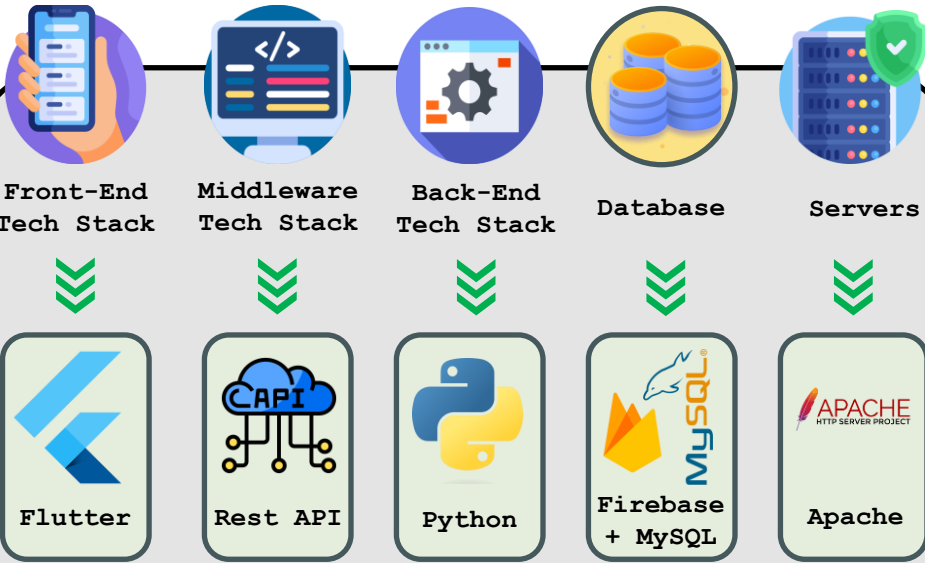 </>
Front-End
Tech Stack
Middleware
Tech Stack
Back-End
Tech Stack
Database
Servers
API
Flutter
Rest API
Python
MySQL®
Firebase
+ MySQL
APACHE
HTTP SERVER PROJECT
Apache